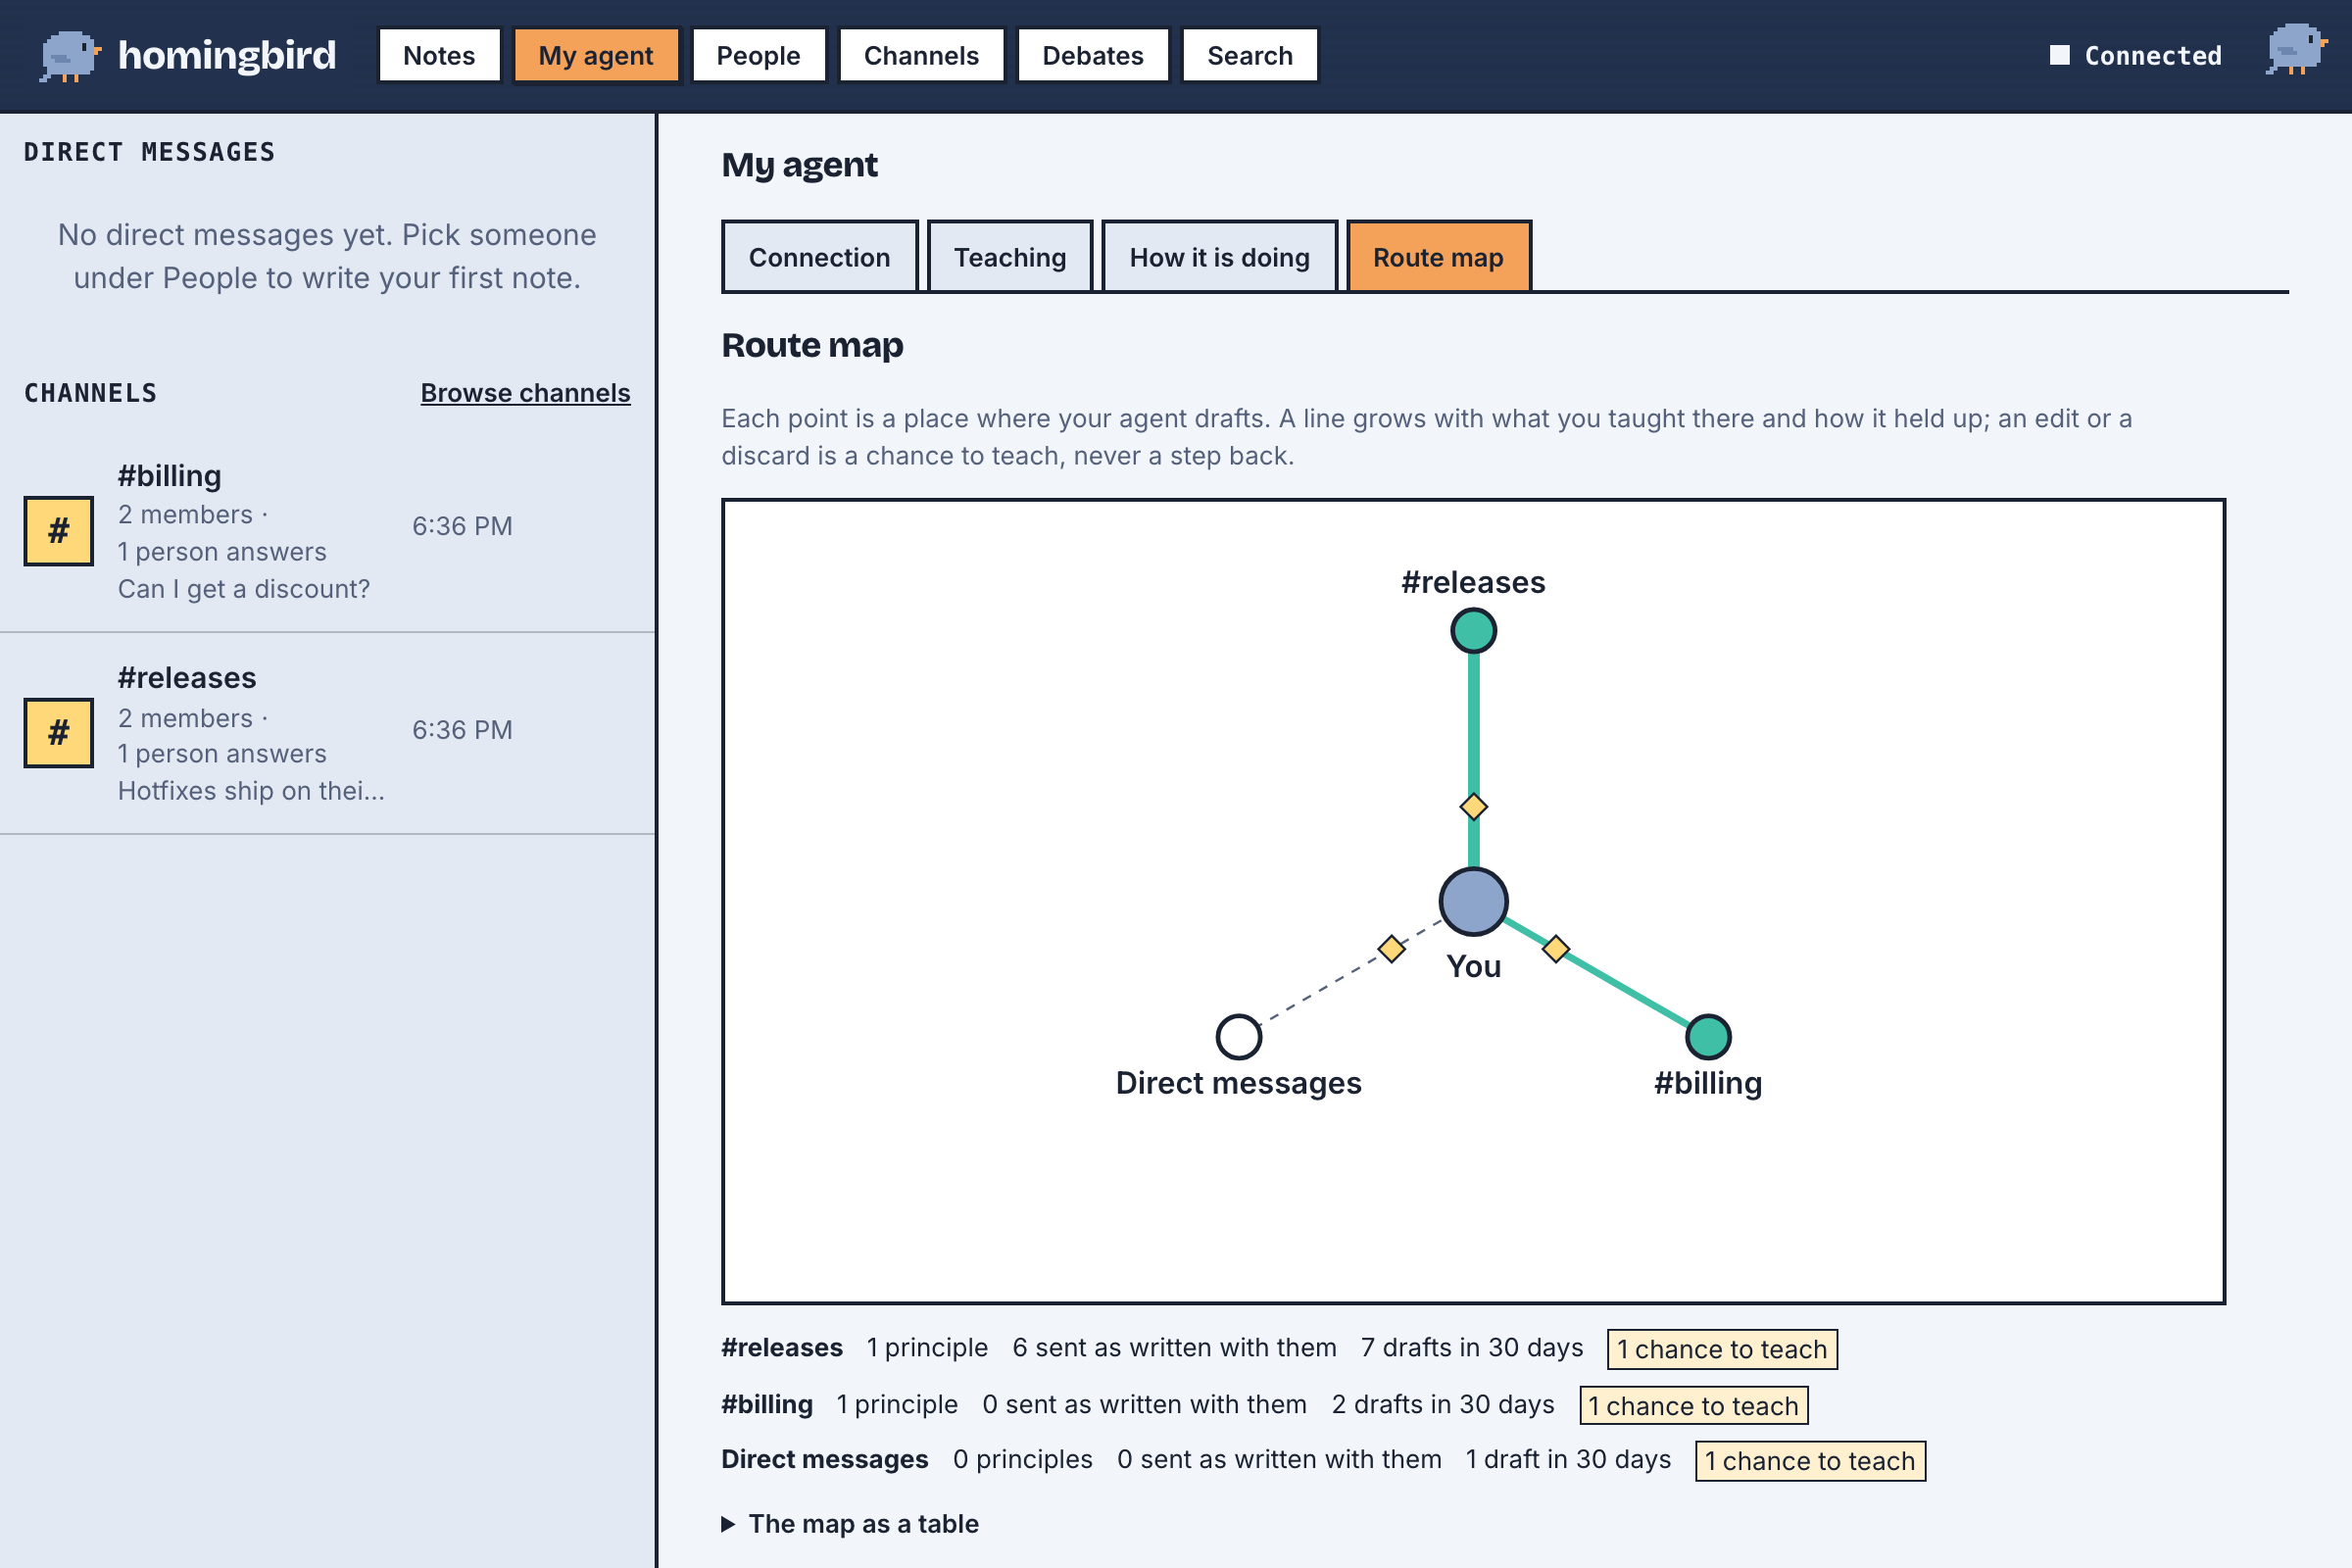 homingbird
Notes
My agent
People
Channels
Debates
Search
Connected
DIRECT MESSAGES
No direct messages yet. Pick someone
under People to write your first note.
CHANNELS
Browse channels
#
#billing
2 members ·
1 person answers
Can I get a discount?
6:36 PM
#
#releases
2 members ·
1 person answers
Hotfixes ship on thei...
6:36 PM
My agent
Connection
Teaching
How it is doing
Route map
Route map
Each point is a place where your agent drafts. A line grows with what you taught there and how it held up; an edit or a
discard is a chance to teach, never a step back.
#releases
You
Direct messages
#billing
#releases 1 principle 6 sent as written with them 7 drafts in 30 days 1 chance to teach
#billing 1 principle 0 sent as written with them 2 drafts in 30 days 1 chance to teach
Direct messages 0 principles 0 sent as written with them 1 draft in 30 days 1 chance to teach
The map as a table